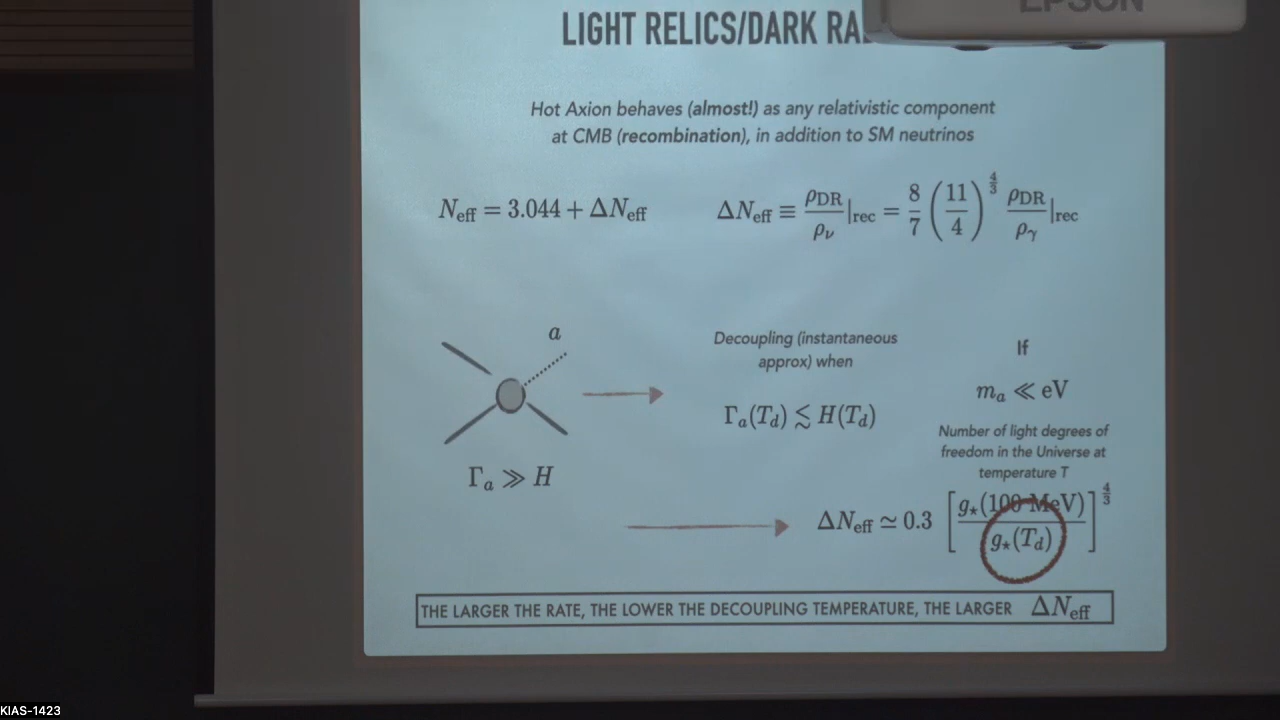 EPSON
LIGHT RELICS/DARK RA
Hot Axion behaves (almost!) as any relativistic component
at CMB (recombination), in addition to SM neutrinos
N_eff = 3.044 + ΔN_eff
ΔN_eff ≡ ρ_DR/ρ_ν |_rec = 8/7 (11/4)^{4/3} ρ_DR/ρ_γ |_rec
a
Γ_a ≫ H
Decoupling (instantaneous
approx) when
Γ_a(T_d) ≲ H(T_d)
If
m_a ≪ eV
Number of light degrees of
freedom in the Universe at
temperature T
ΔN_eff ≃ 0.3 [g_⋆(100 MeV)/g_⋆(T_d)]^{4/3}
THE LARGER THE RATE, THE LOWER THE DECOUPLING TEMPERATURE, THE LARGER ΔN_eff
KIAS-1423